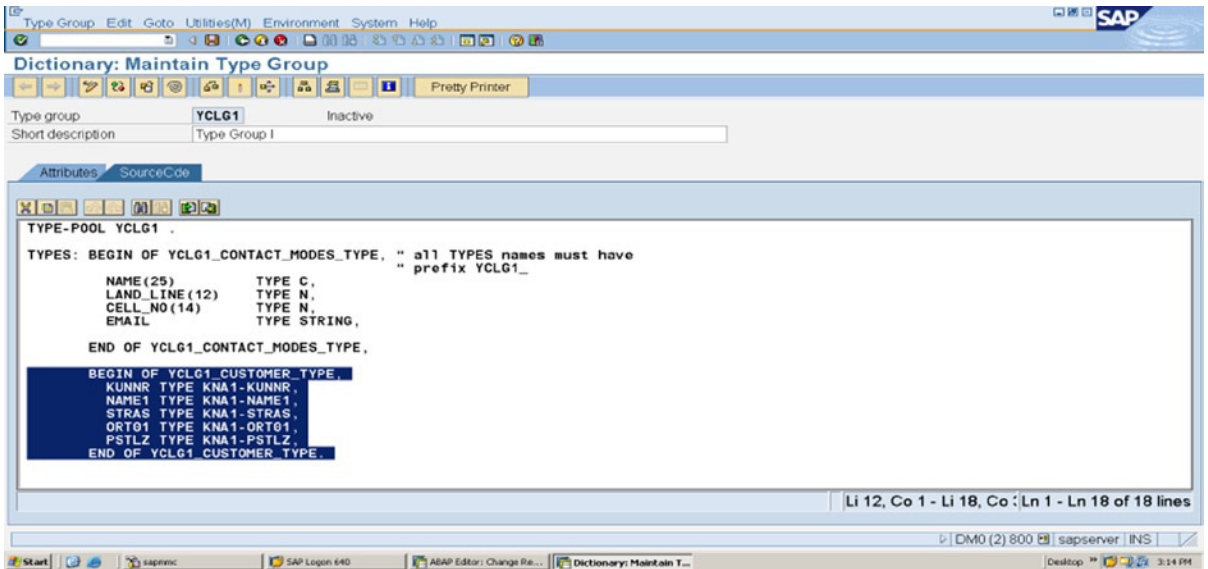 Type Group Edit Goto Utilities(M) Environment System Help
SAP
Dictionary: Maintain Type Group
Pretty Printer
Type group YCLG1 Inactive
Short description Type Group I
Attributes SourceCde
TYPE-POOL YCLG1 .
TYPES: BEGIN OF YCLG1_CONTACT_MODES_TYPE, " all TYPES names must have
" prefix YCLG1_
NAME(25) TYPE C,
LAND_LINE(12) TYPE N,
CELL_NO(14) TYPE N,
EMAIL TYPE STRING,
END OF YCLG1_CONTACT_MODES_TYPE,
BEGIN OF YCLG1_CUSTOMER_TYPE,
KUNNR TYPE KNA1-KUNNR,
NAME1 TYPE KNA1-NAME1,
STRAS TYPE KNA1-STRAS,
ORT01 TYPE KNA1-ORT01,
PSTLZ TYPE KNA1-PSTLZ,
END OF YCLG1_CUSTOMER_TYPE.
Li 12, Co 1 - Li 18, Co Ln 1 - Ln 18 of 18 lines
DM0 (2) 800 sapserver INS
Start sapmmc SAP Logon 640 ABAP Editor: Change Re... Dictionary: Maintain T... Desktop 3:14 PM